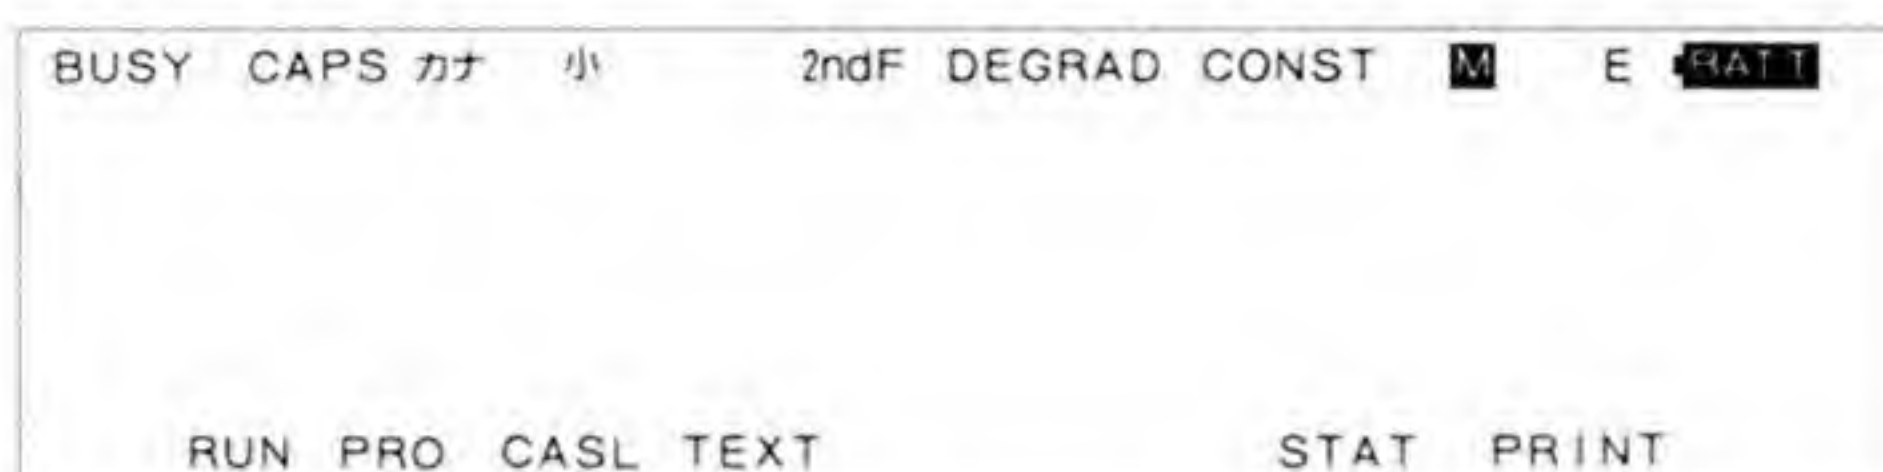 BUSY CAPS カナ 小 2ndF DEGRAD CONST M E BATT
RUN PRO CASL TEXT STAT PRINT